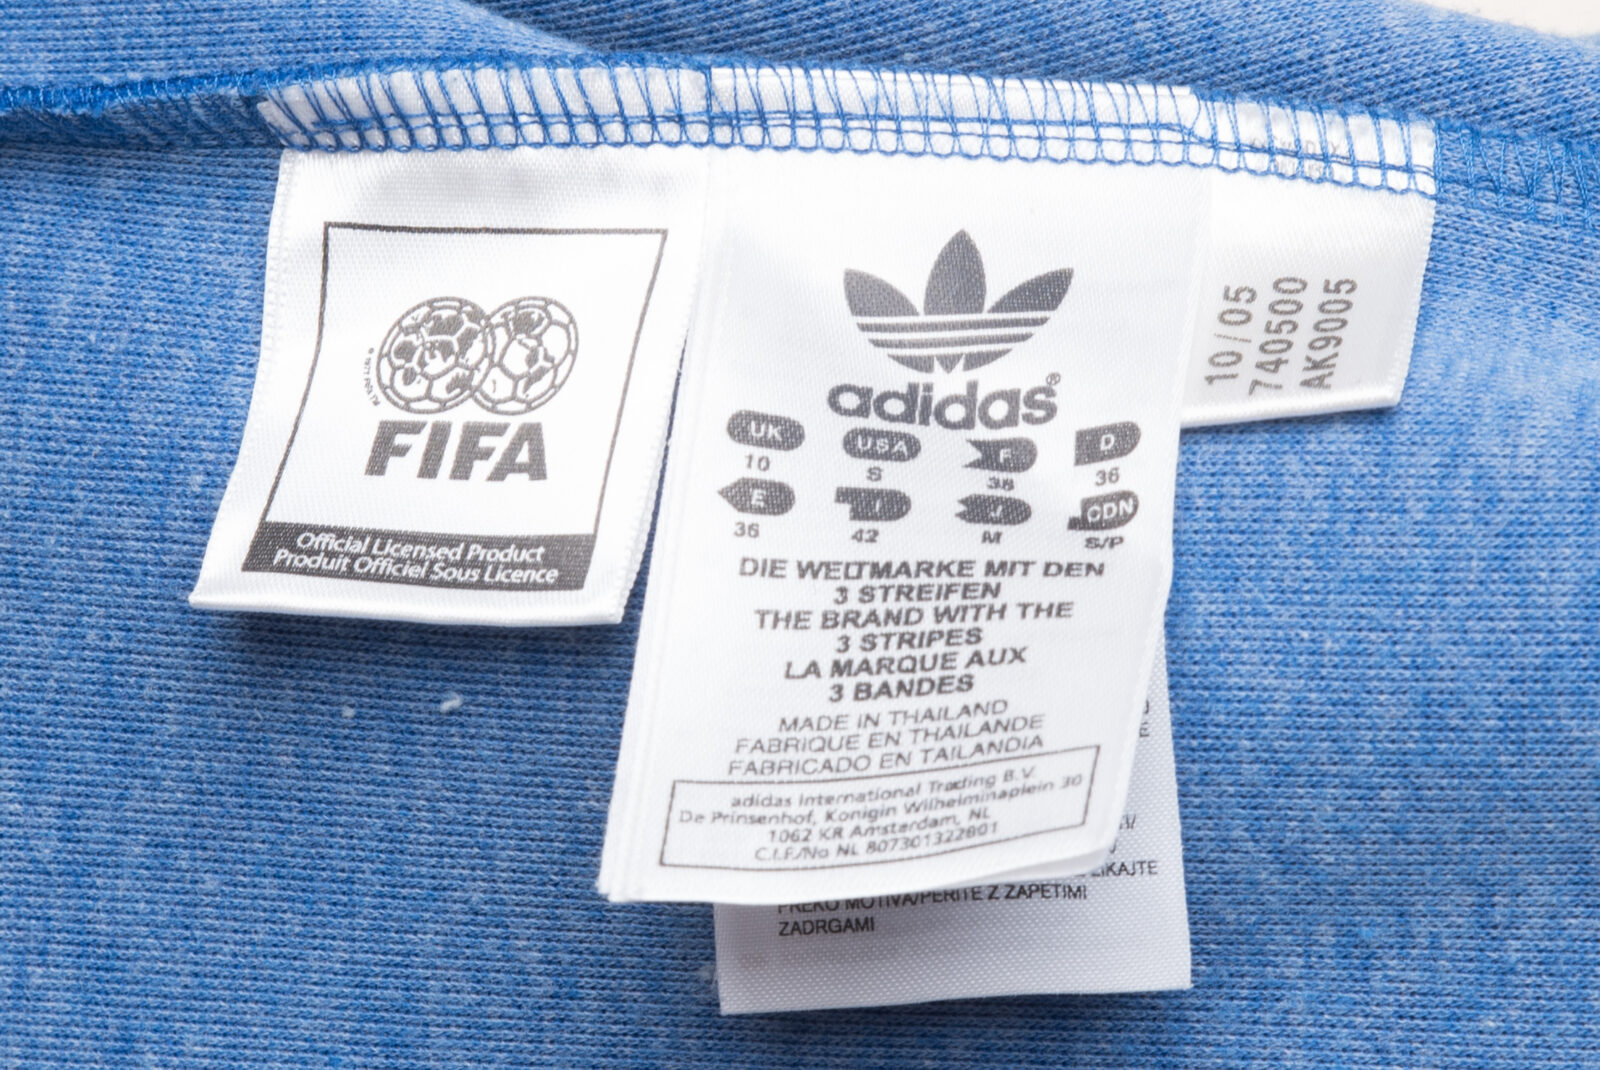 FIFA
Official Licensed Product
Produit Officiel Sous Licence
adidas®
UK USA F D
10 S 38 36
E I J CDN
36 42 M S/P
DIE WELTMARKE MIT DEN
3 STREIFEN
THE BRAND WITH THE
3 STRIPES
LA MARQUE AUX
3 BANDES
MADE IN THAILAND
FABRIQUE EN THAILANDE
FABRICADO EN TAILANDIA
adidas International Trading B.V.
De Prinsenhof, Konigin Wilhelminaplein 30
1062 KR Amsterdam, NL
C.I.F./No NL 807301322B01
LIKAJTE
PREKO MOTIVA/PERITE Z ZAPETIMI
ZADRGAMI
10/05
740500
AK9005